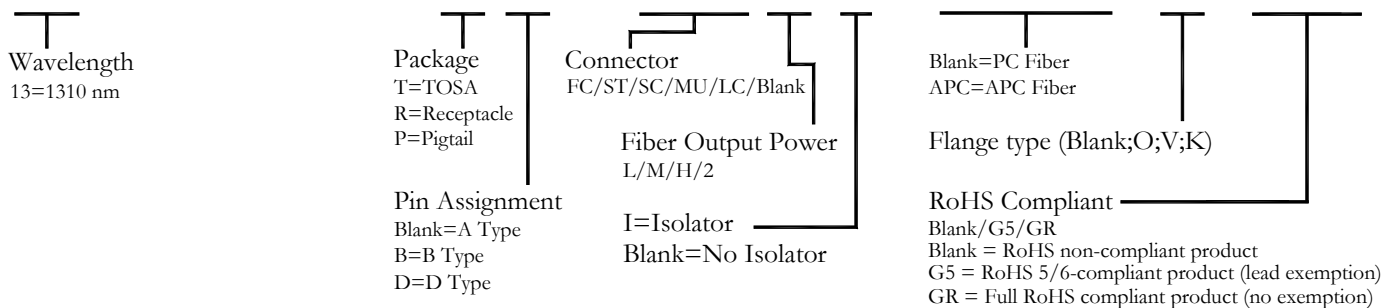 Wavelength
13=1310 nm
Package
T=TOSA
R=Receptacle
P=Pigtail
Pin Assignment
Blank=A Type
B=B Type
D=D Type
Connector
FC/ST/SC/MU/LC/Blank
Fiber Output Power
L/M/H/2
I=Isolator
Blank=No Isolator
Blank=PC Fiber
APC=APC Fiber
Flange type (Blank;O;V;K)
RoHS Compliant
Blank/G5/GR
Blank = RoHS non-compliant product
G5 = RoHS 5/6-compliant product (lead exemption)
GR = Full RoHS compliant product (no exemption)